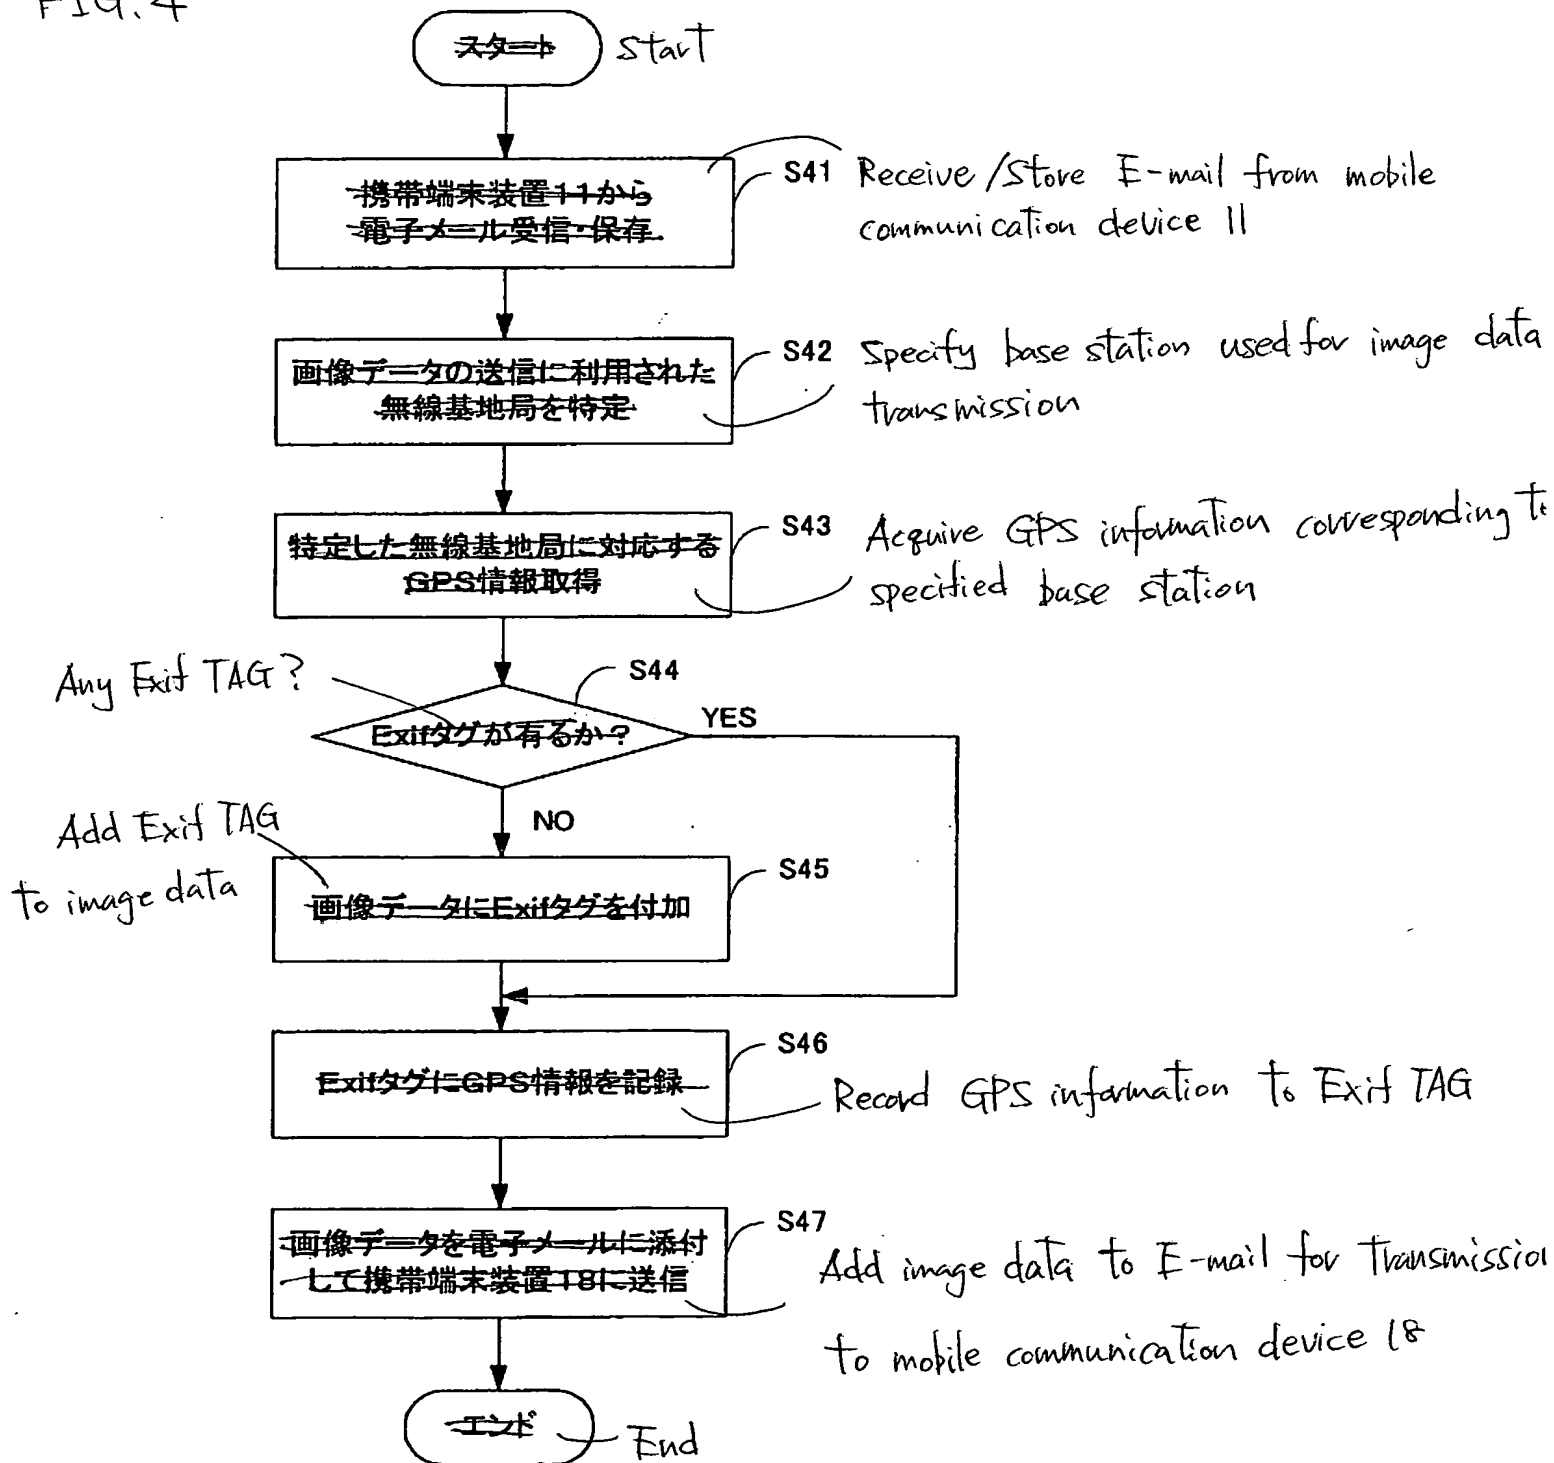 FIG.4
スタート
Start
携帯端末装置11から
電子メール受信・保存
S41
Receive/Store E-mail from mobile
communication device 11
画像データの送信に利用された
無線基地局を特定
S42
Specify base station used for image data
transmission
特定した無線基地局に対応する
GPS情報取得
S43
Acquire GPS information corresponding to
specified base station
Any Exif TAG?
S44
Exifタグが有るか?
YES
NO
Add Exif TAG
to image data
S45
画像データにExifタグを付加
S46
ExifタグにGPS情報を記録
Record GPS information to Exif TAG
画像データを電子メールに添付
して携帯端末装置18に送信
S47
Add image data to E-mail for Transmission
to mobile communication device 18
エンド
End